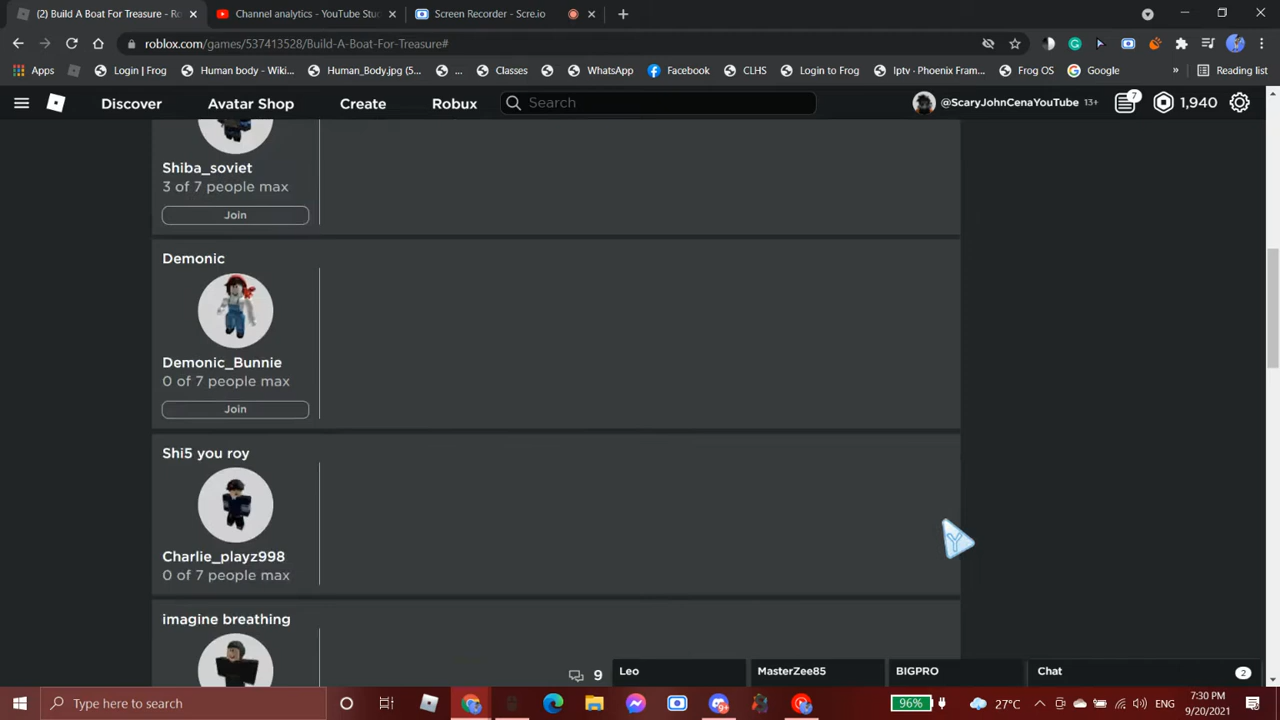 (2) Build A Boat For Treasure - Ro
Channel analytics - YouTube Stud
Screen Recorder - Scre.io
roblox.com/games/537413528/Build-A-Boat-For-Treasure#
Apps
Login | Frog
Human body - Wiki...
Human_body.jpg (5...
...
Classes
WhatsApp
Facebook
CLHS
Login to Frog
Iptv · Phoenix Fram...
Frog OS
Google
»
Reading list
Discover
Avatar Shop
Create
Robux
Search
@ScaryJohnCenaYouTube 13+
7
1,940
Shiba_soviet
3 of 7 people max
Join
Demonic
Demonic_Bunnie
0 of 7 people max
Join
Shi5 you roy
Charlie_playz998
0 of 7 people max
imagine breathing
9
Leo
MasterZee85
BIGPRO
Chat
2
Type here to search
9+
96%
27°C
ENG
7:30 PM
9/20/2021